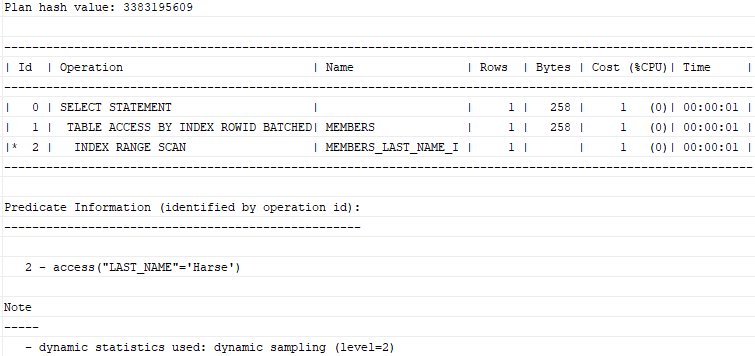 Plan hash value: 3383195609
--------------------------------------------------------------------------------------------------------
| Id  | Operation                           | Name                | Rows  | Bytes | Cost (%CPU)| Time     |
--------------------------------------------------------------------------------------------------------
|   0 | SELECT STATEMENT                    |                     |     1 |   258 |     1   (0)| 00:00:01 |
|   1 |  TABLE ACCESS BY INDEX ROWID BATCHED| MEMBERS             |     1 |   258 |     1   (0)| 00:00:01 |
|*  2 |   INDEX RANGE SCAN                  | MEMBERS_LAST_NAME_I |     1 |       |     1   (0)| 00:00:01 |
--------------------------------------------------------------------------------------------------------
Predicate Information (identified by operation id):
---------------------------------------------------
   2 - access("LAST_NAME"='Harse')
Note
-----
   - dynamic statistics used: dynamic sampling (level=2)